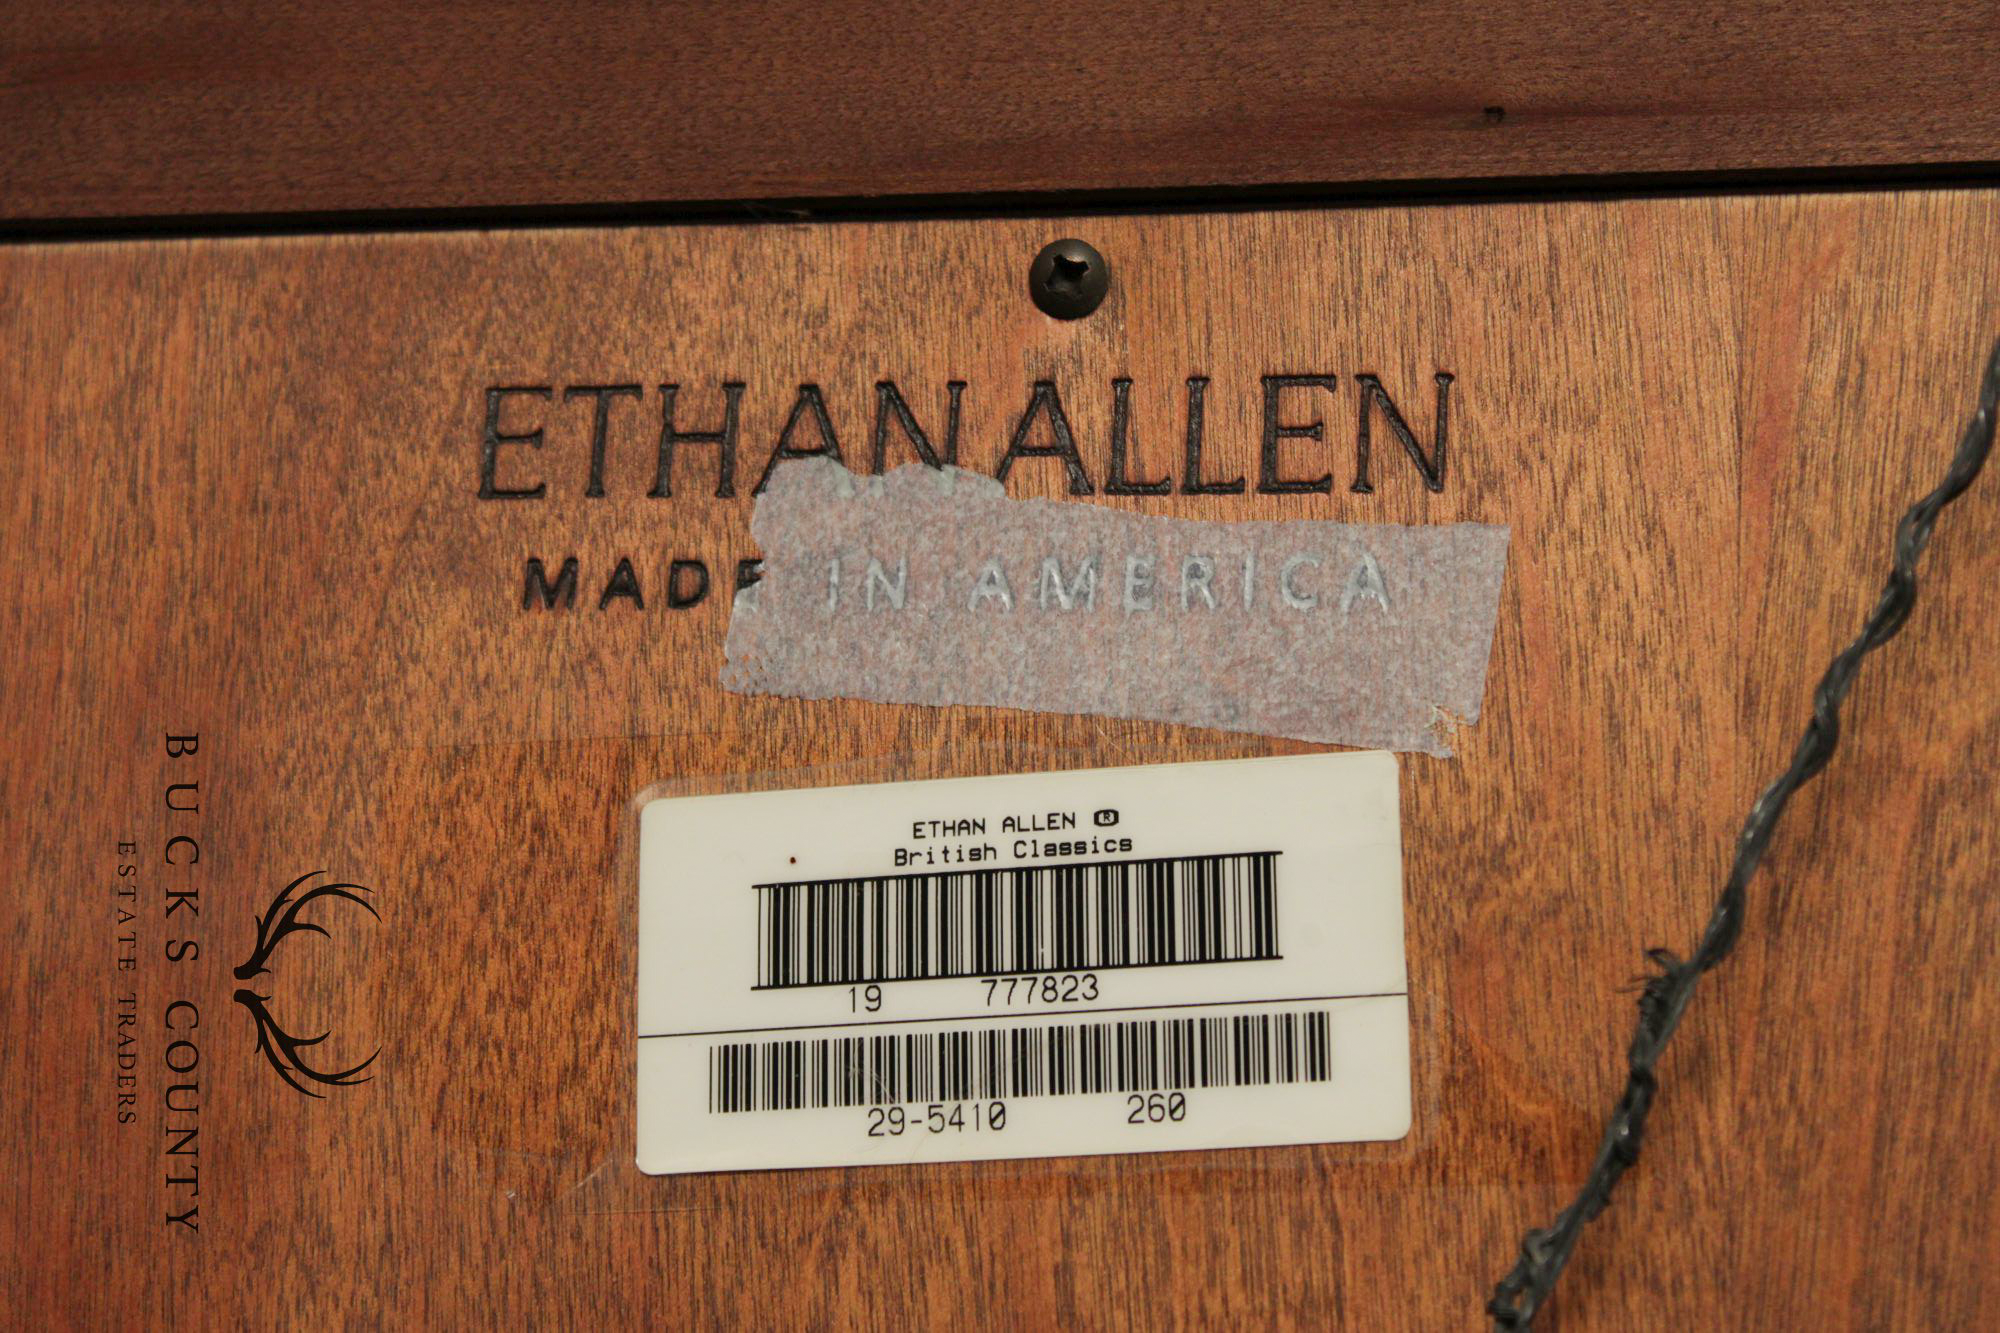 ETHAN ALLEN
MADE IN AMERICA
ETHAN ALLEN ®
British Classics
19 777823
29-5410 260
BUCKS COUNTY
ESTATE TRADERS